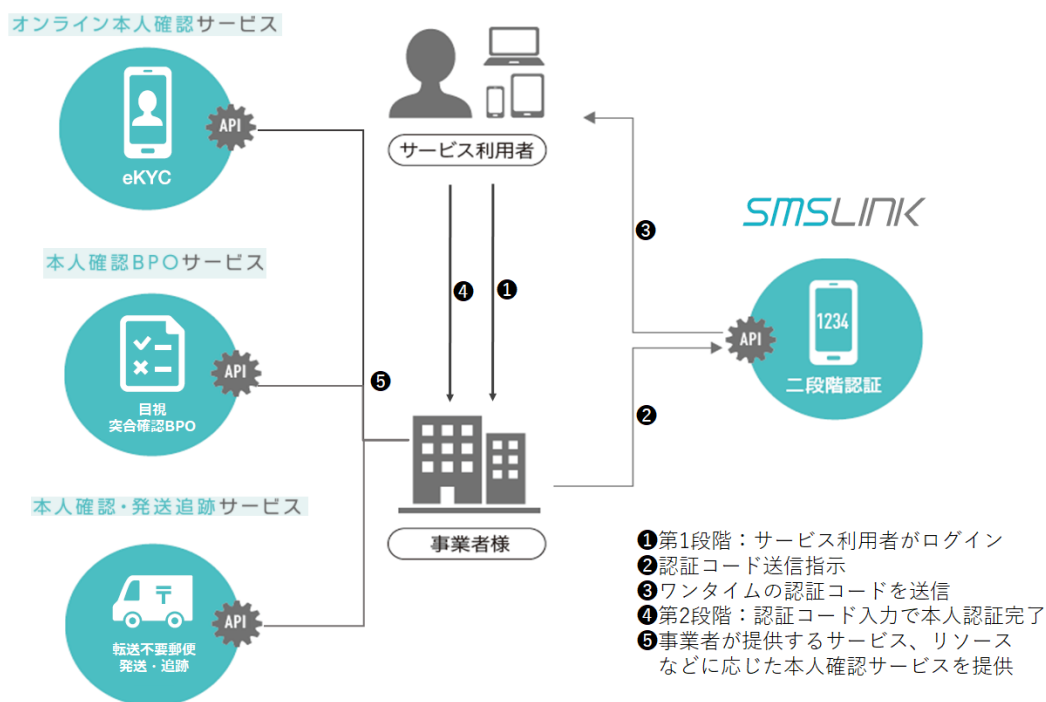 オンライン本人確認サービス
API
eKYC
本人確認BPOサービス
API
目視
突合確認BPO
本人確認・発送追跡サービス
〒
API
転送不要郵便
発送・追跡
サービス利用者
❹
❶
❺
事業者様
❸
❷
SMSLINK
API
1234
二段階認証
❶第1段階：サービス利用者がログイン
❷認証コード送信指示
❸ワンタイムの認証コードを送信
❹第2段階：認証コード入力で本人認証完了
❺事業者が提供するサービス、リソース
などに応じた本人確認サービスを提供